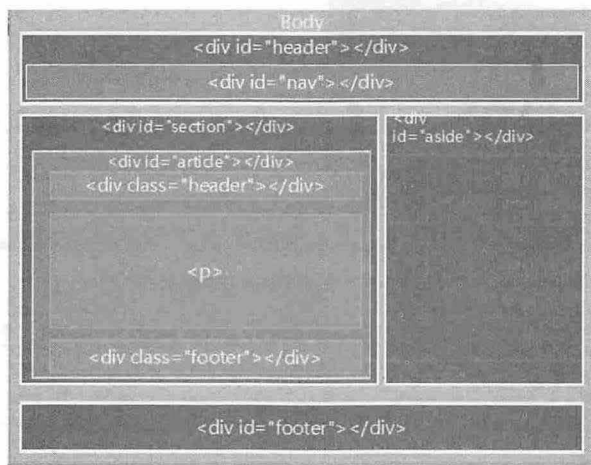 Body
<div id="header"></div>
<div id="nav"></div>
<div id="section"></div>
<div
id="aside"></div>
<div id="article"></div>
<div class="header"></div>
<p>
<div class="footer"></div>
<div id="footer"></div>